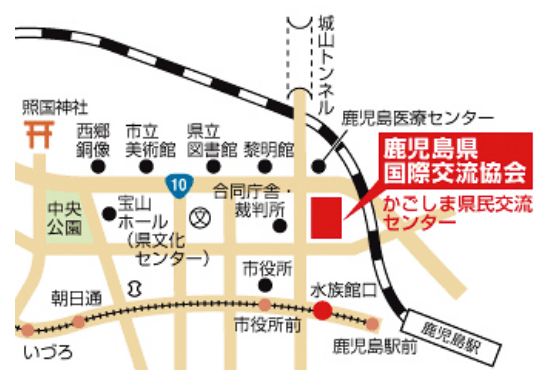 城山トンネル
照国神社
鹿児島医療センター
西郷
銅像
市立
美術館
県立
図書館
黎明館
鹿児島県
国際交流協会
かごしま県民交流
センター
10
合同庁舎・
裁判所
中央
公園
宝山
ホール
（県文化
センター）
文
市役所
水族館口
朝日通
市役所前
いづろ
鹿児島駅前
鹿児島駅